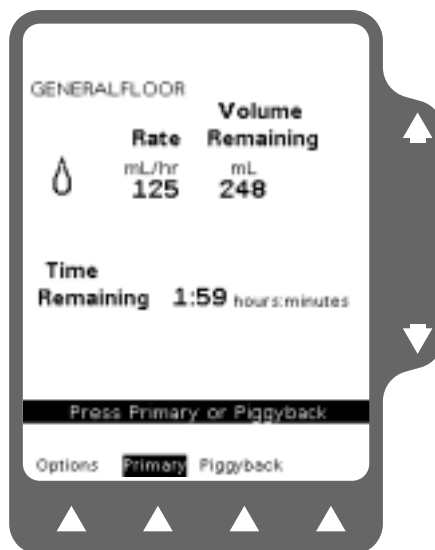 GENERALFLOOR
Volume
Rate Remaining
mL/hr mL
125 248
Time
Remaining 1:59 hours:minutes
Press Primary or Piggyback
Options Primary Piggyback